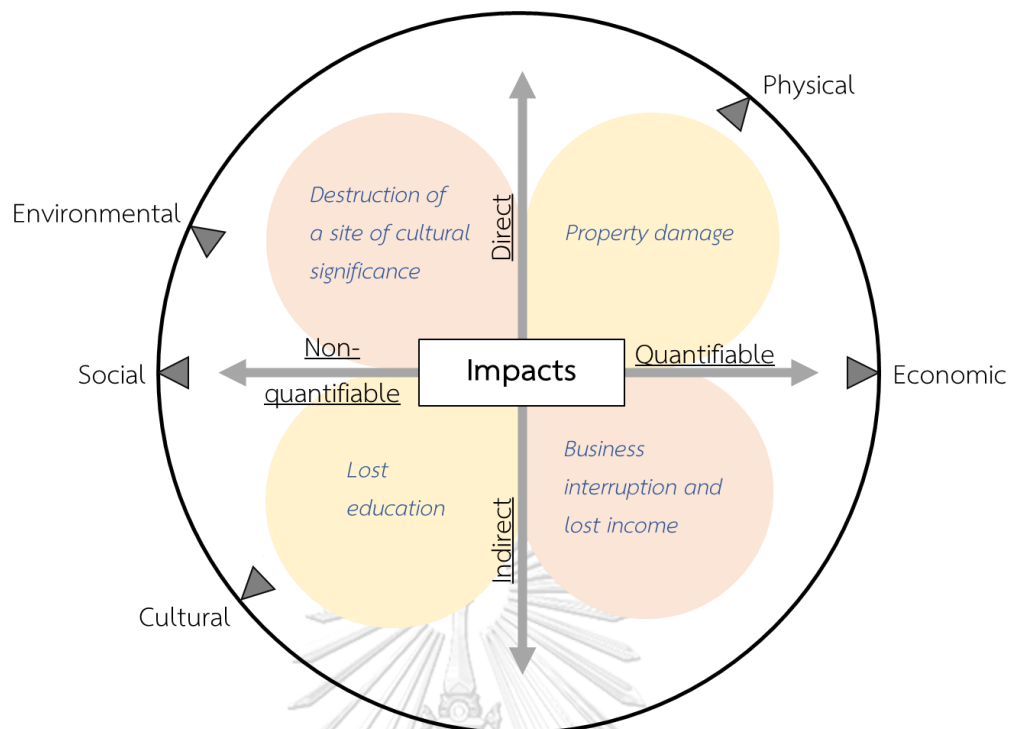 Physical
Destruction of
a site of cultural
significance
Direct
Property damage
Environmental
Non-
quantifiable
Impacts
Quantifiable
Social
Economic
Lost
education
Indirect
Business
interruption and
lost income
Cultural